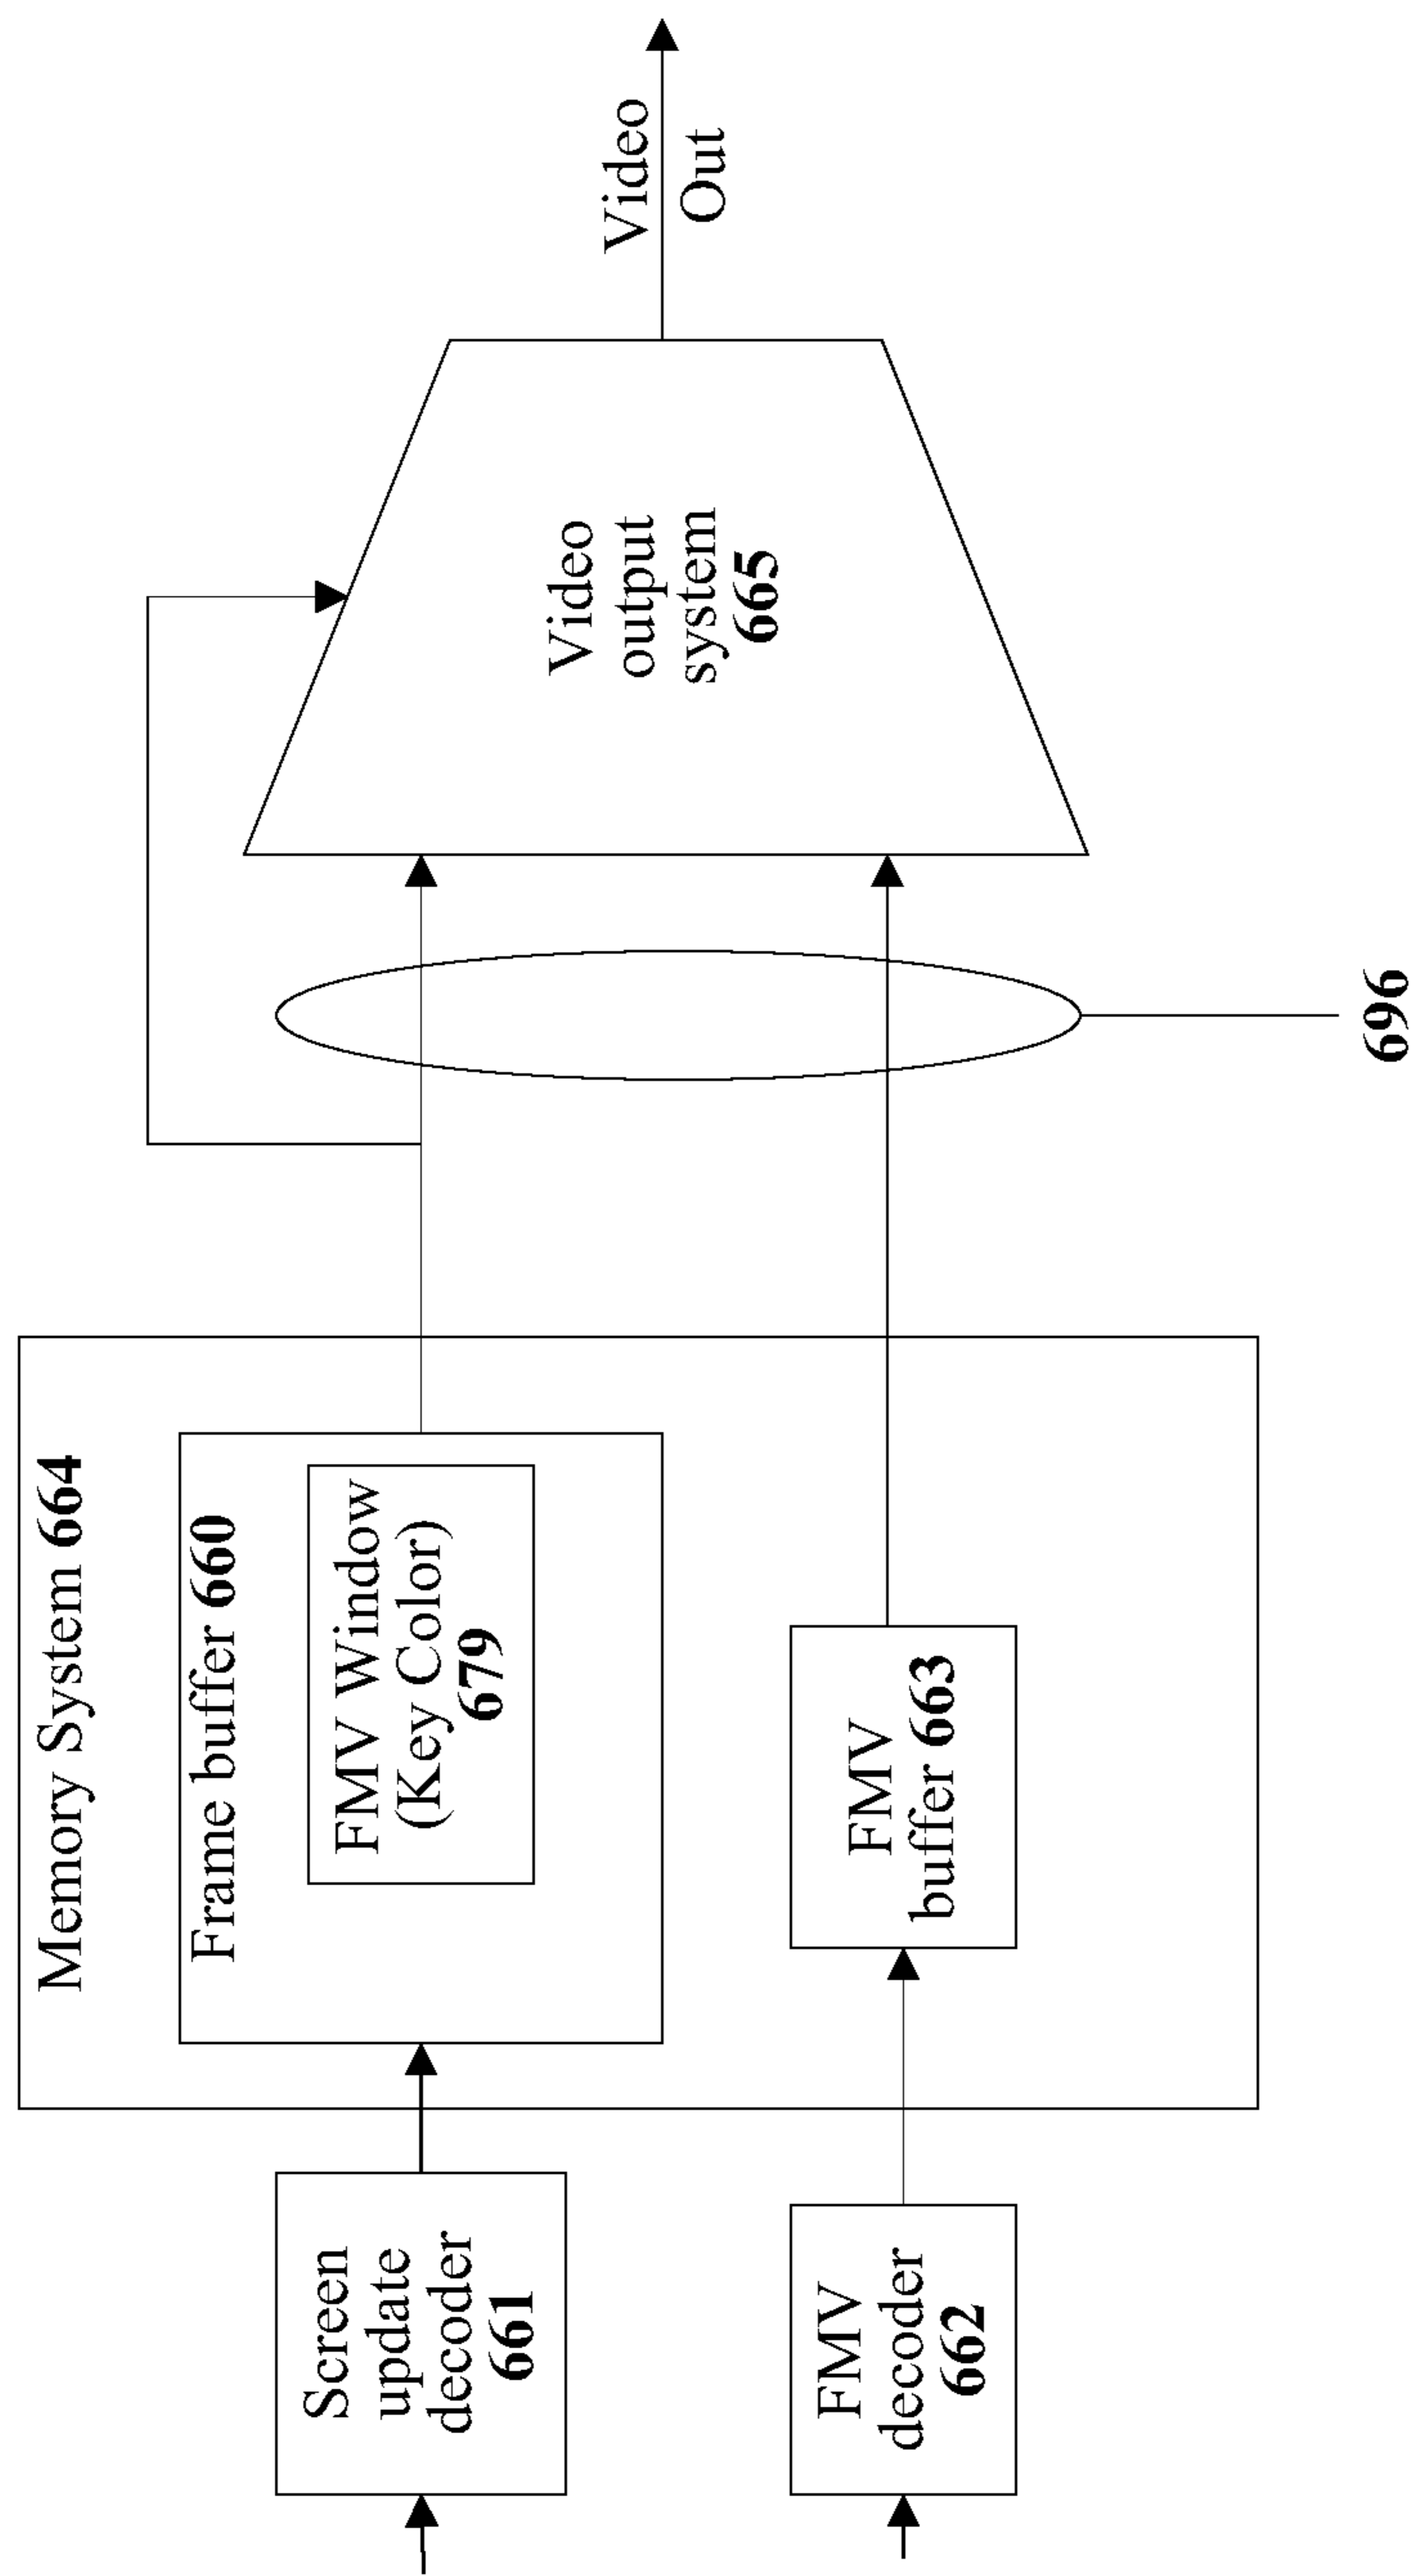 Memory System 664
Frame buffer 660
FMV Window
(Key Color)
679
Screen
update
decoder
661
FMV
decoder
662
FMV
buffer 663
Video
output
system
665
Video
Out
696